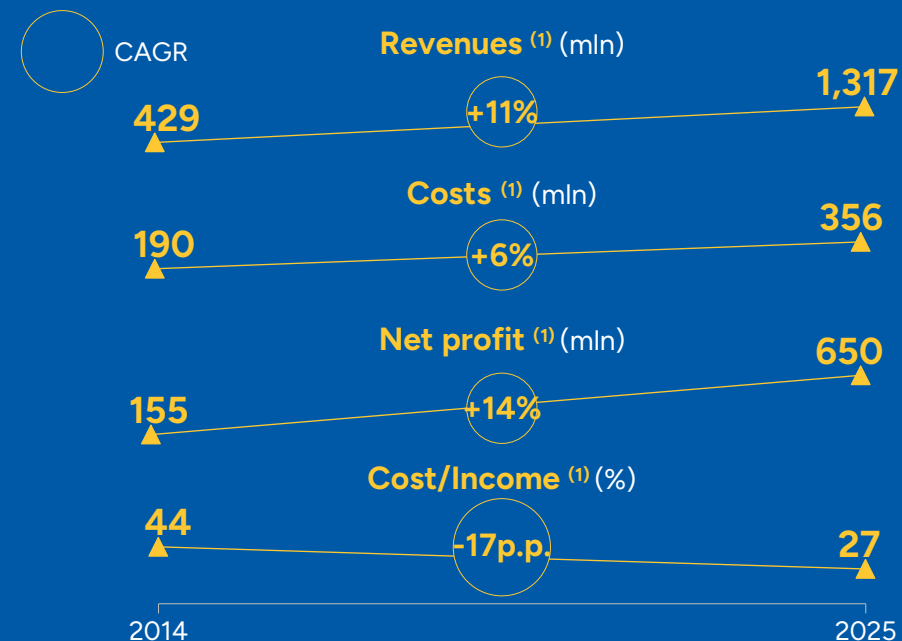 CAGR
Revenues (1) (mln)
429
+11%
1,317
Costs (1) (mln)
190
+6%
356
Net profit (1) (mln)
155
+14%
650
Cost/Income (1) (%)
44
-17p.p.
27
2014
2025